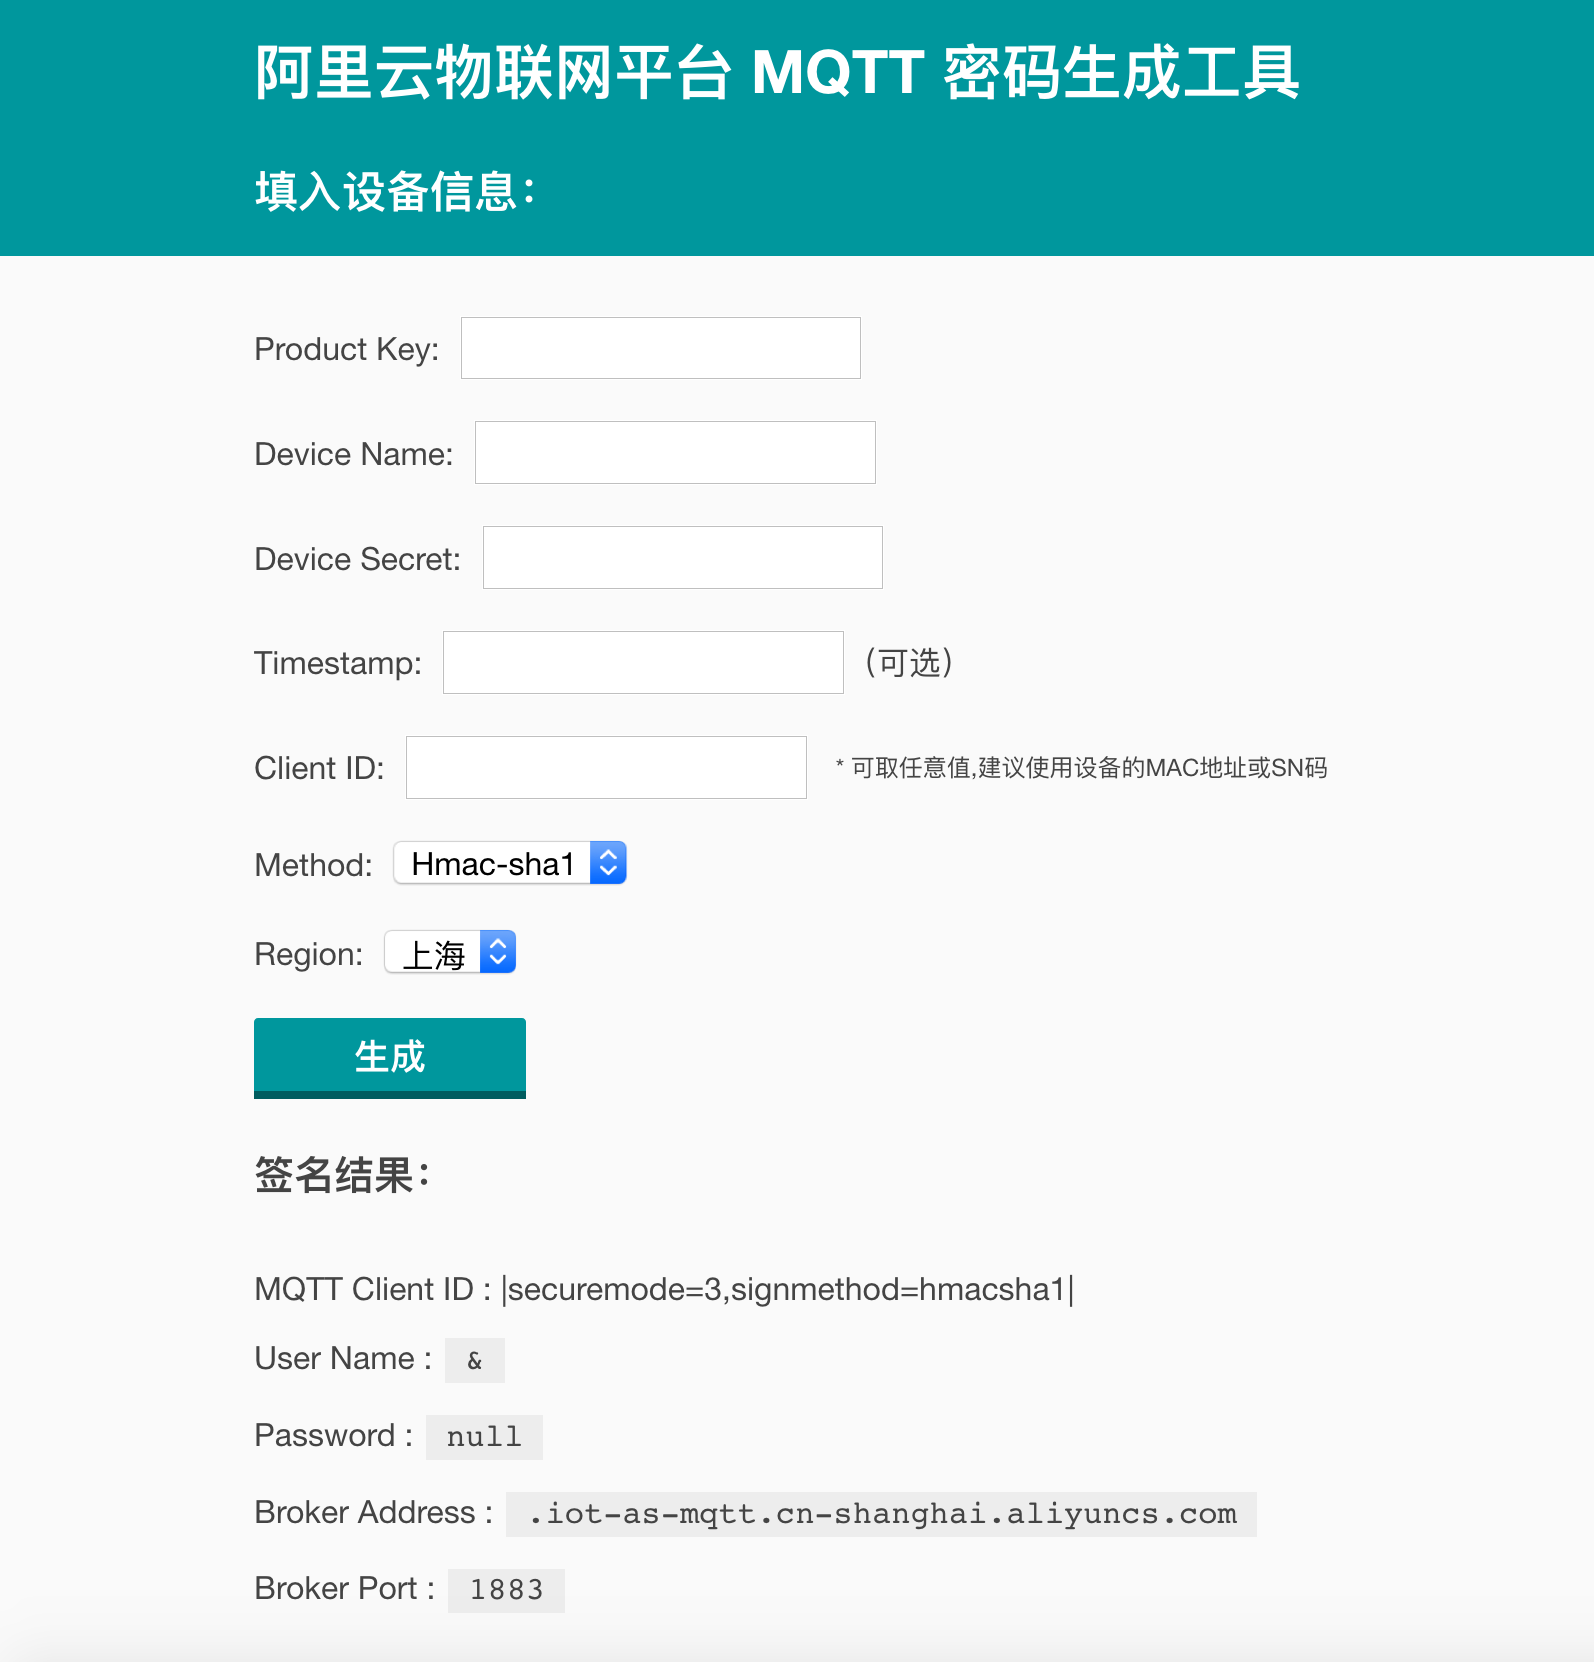 阿里云物联网平台 MQTT 密码生成工具
填入设备信息：
Product Key:
Device Name:
Device Secret:
Timestamp: （可选）
Client ID: * 可取任意值,建议使用设备的MAC地址或SN码
Method: Hmac-sha1
Region: 上海
生成
签名结果：
MQTT Client ID : |securemode=3,signmethod=hmacsha1|
User Name : &
Password : null
Broker Address : .iot-as-mqtt.cn-shanghai.aliyuncs.com
Broker Port : 1883